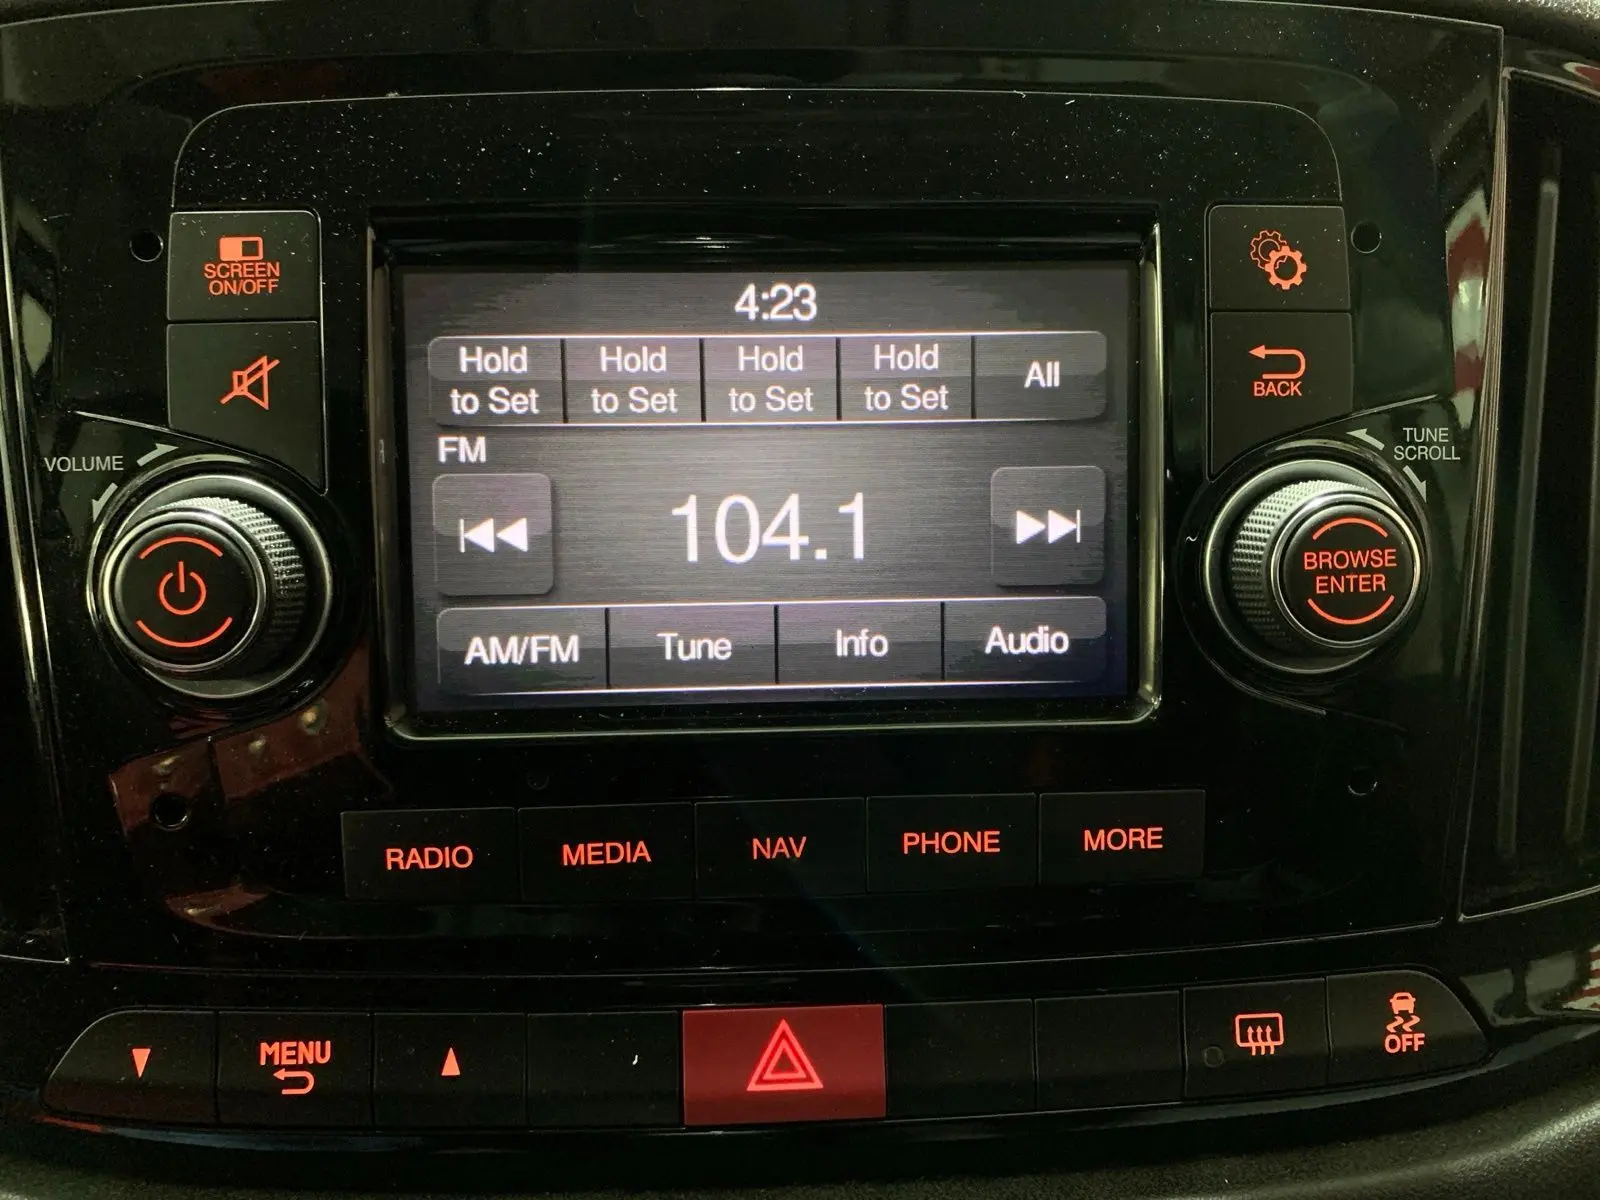 4:23
SCREEN
ON/OFF
Hold
to Set
Hold
to Set
Hold
to Set
Hold
to Set
All
BACK
VOLUME
FM
TUNE
SCROLL
104.1
BROWSE
ENTER
AM/FM
Tune
Info
Audio
RADIO
MEDIA
NAV
PHONE
MORE
MENU
OFF